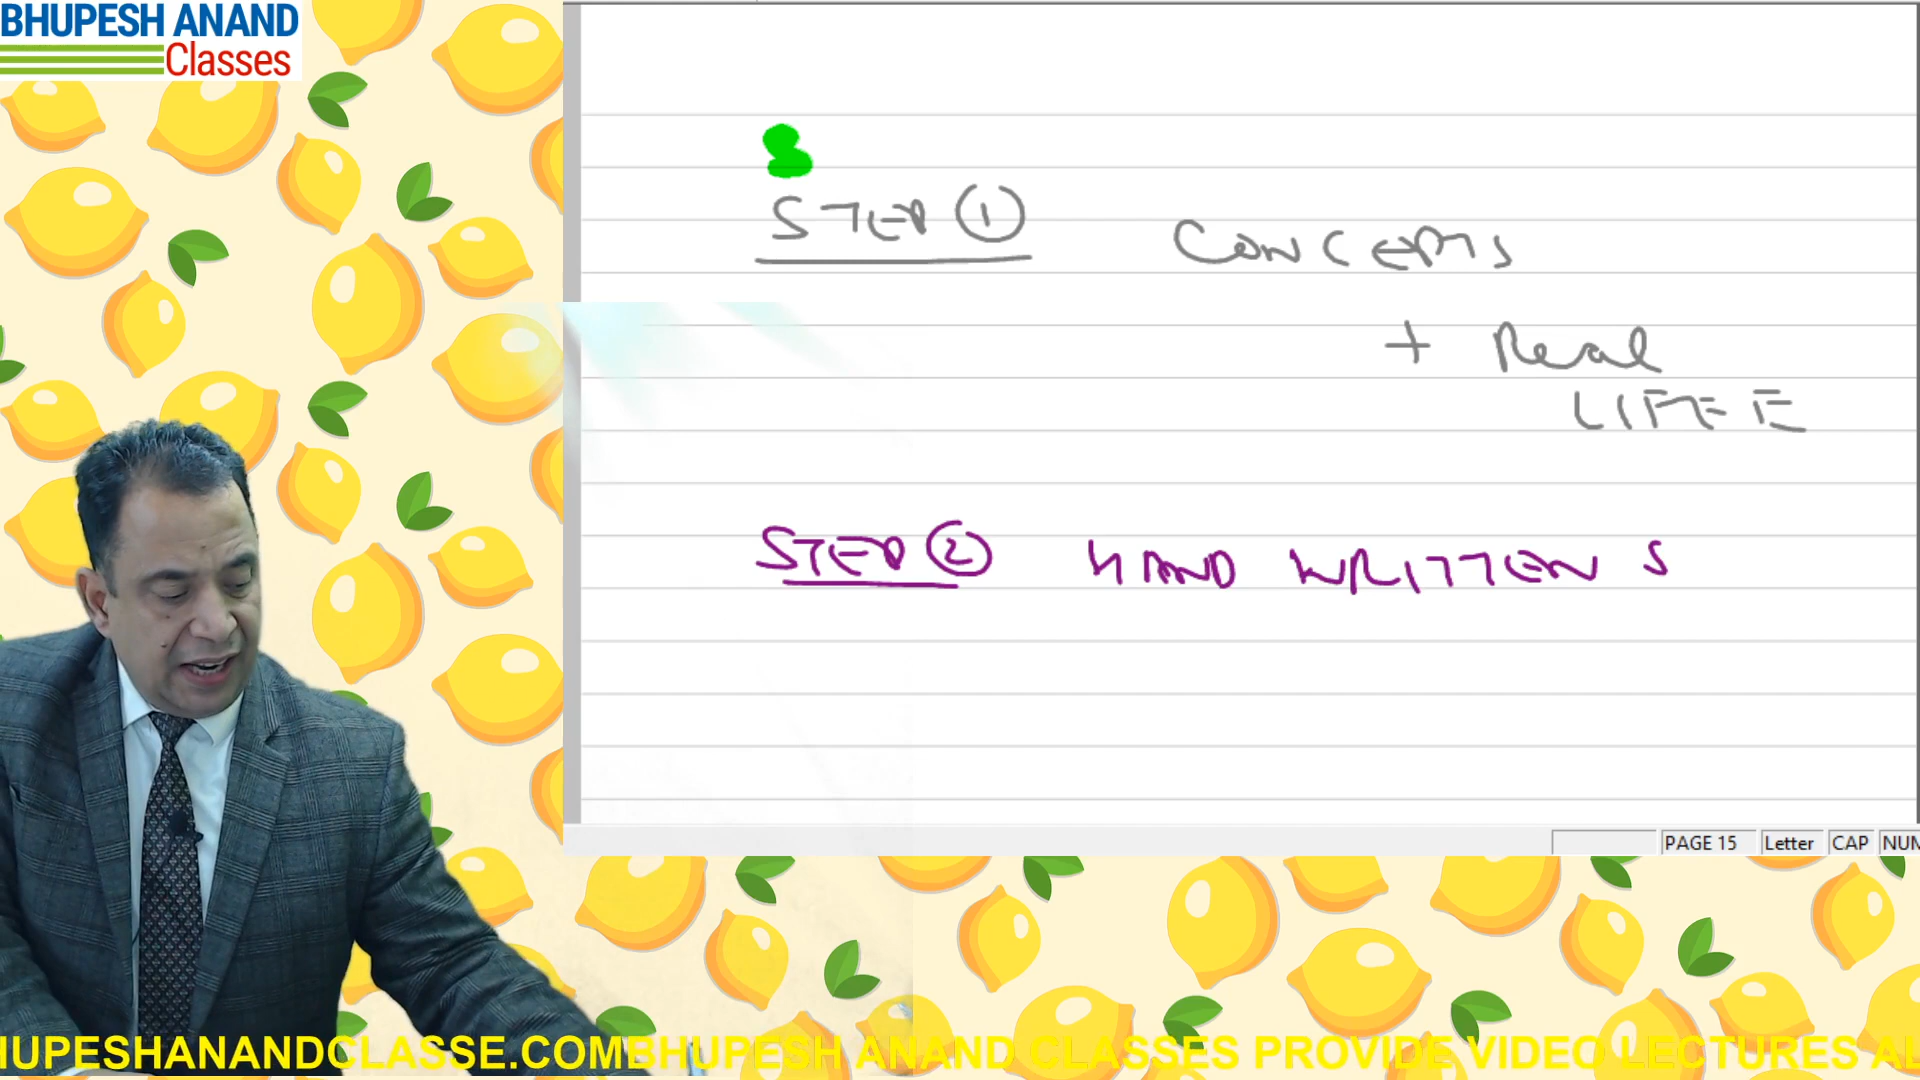 BHUPESH ANAND
Classes
STEP 1 CONCEPTS
+ Real
LIFE E
STEP 2 HAND WRITTEN S
PAGE 15 Letter CAP NUM
HUPESHANANDCLASSE.COMBHUPESH ANAND CLASSES PROVIDE VIDEO LECTURES AL